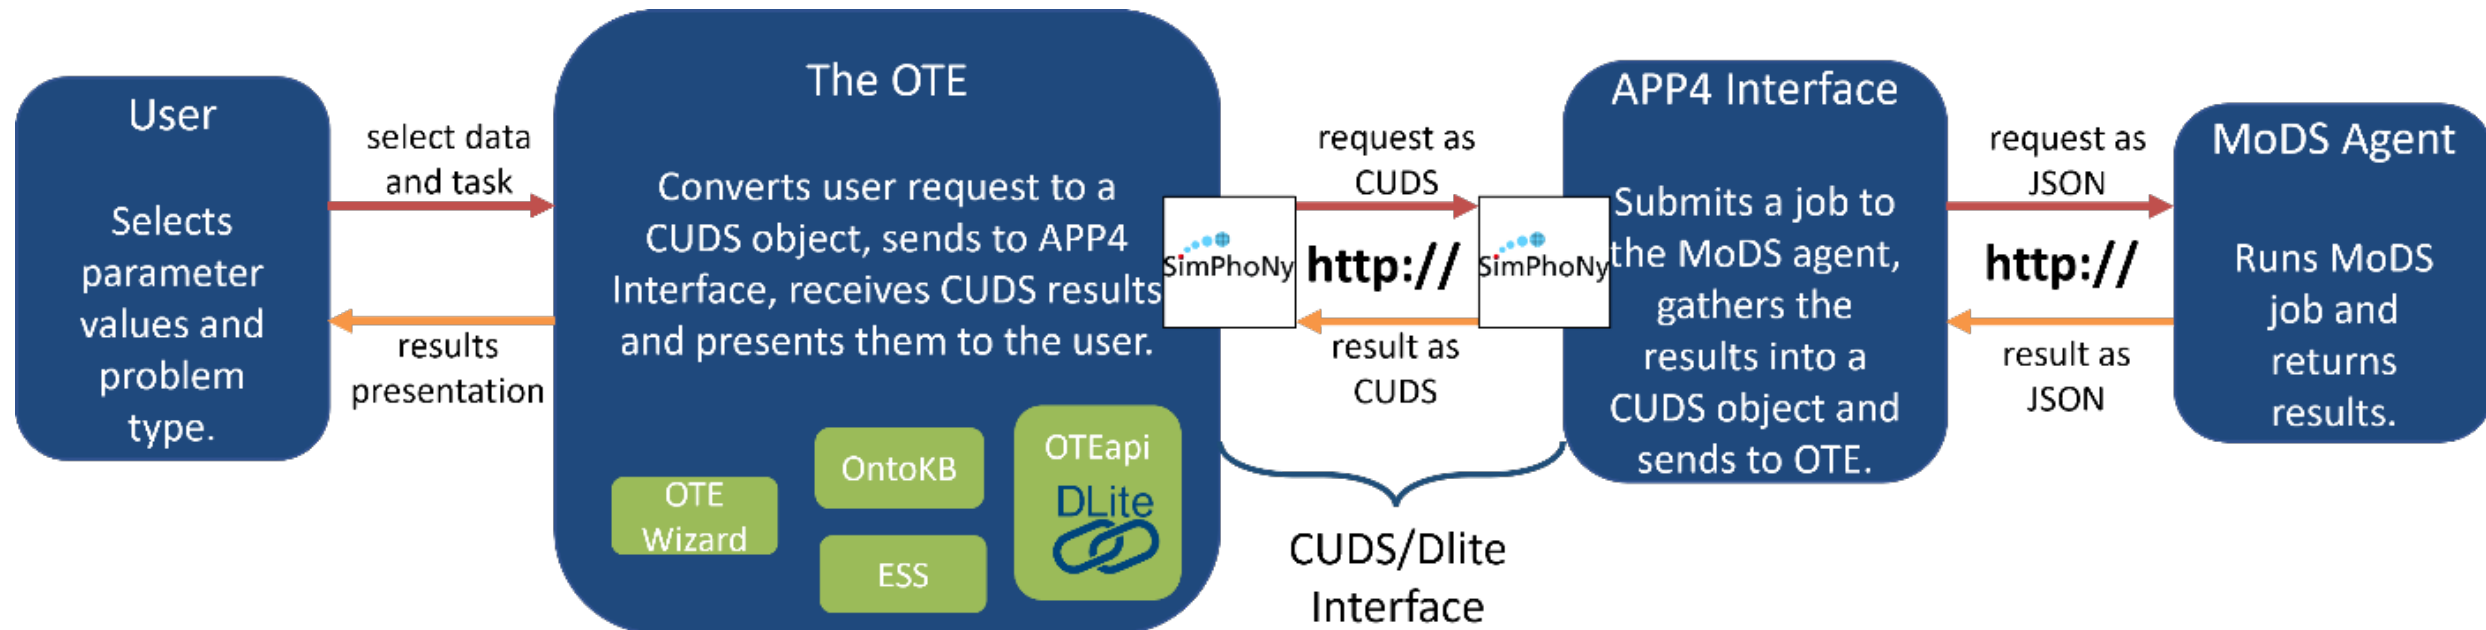 User
Selects
parameter
values and
problem
type.
select data
and task
results
presentation
The OTE
Converts user request to a
CUDS object, sends to APP4
Interface, receives CUDS results
and presents them to the user.
OTE
Wizard
OntoKB
ESS
OTEapi
DLite
SimPhoNy
request as
CUDS
http://
result as
CUDS
SimPhoNy
CUDS/Dlite
Interface
APP4 Interface
Submits a job to
the MoDS agent,
gathers the
results into a
CUDS object and
sends to OTE.
request as
JSON
http://
result as
JSON
MoDS Agent
Runs MoDS
job and
returns
results.